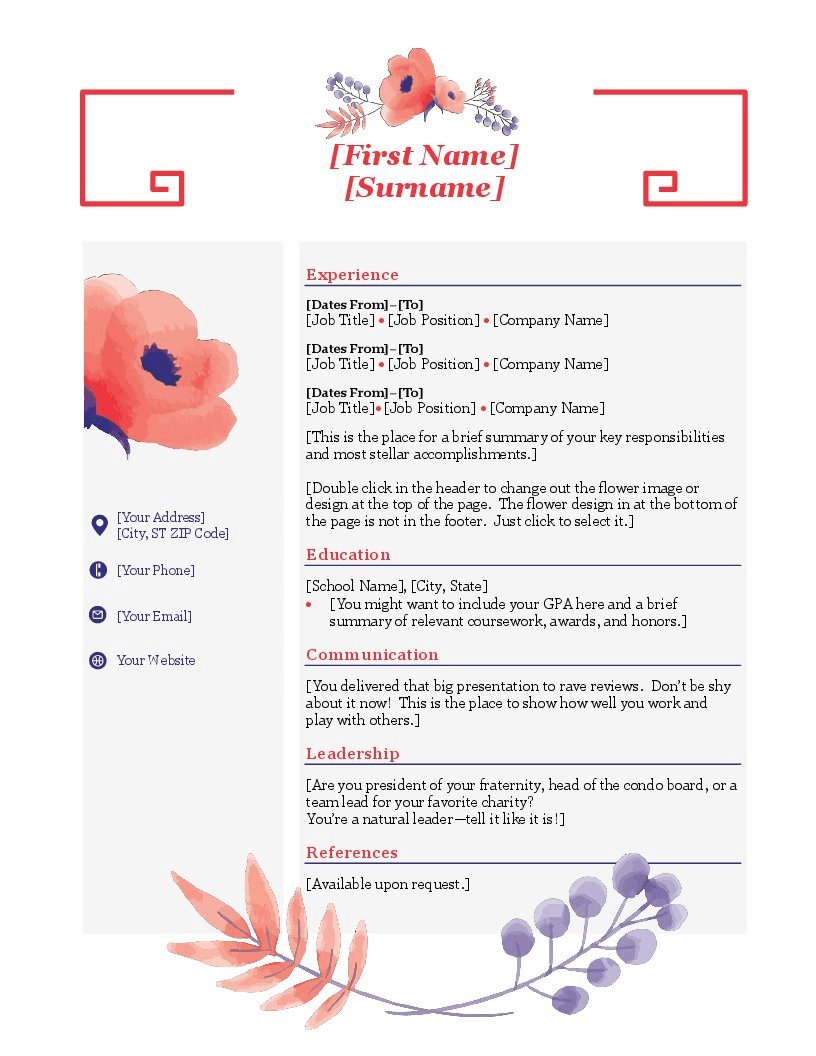 [First Name]
[Surname]
[Your Address]
[City, ST ZIP Code]
[Your Phone]
[Your Email]
Your Website
Experience
[Dates From]–[To]
[Job Title] • [Job Position] • [Company Name]
[Dates From]–[To]
[Job Title] • [Job Position] • [Company Name]
[Dates From]–[To]
[Job Title]• [Job Position] • [Company Name]
[This is the place for a brief summary of your key responsibilities
and most stellar accomplishments.]
[Double click in the header to change out the flower image or
design at the top of the page. The flower design in at the bottom of
the page is not in the footer. Just click to select it.]
Education
[School Name], [City, State]
• [You might want to include your GPA here and a brief
summary of relevant coursework, awards, and honors.]
Communication
[You delivered that big presentation to rave reviews. Don’t be shy
about it now! This is the place to show how well you work and
play with others.]
Leadership
[Are you president of your fraternity, head of the condo board, or a
team lead for your favorite charity?
You’re a natural leader—tell it like it is!]
References
[Available upon request.]